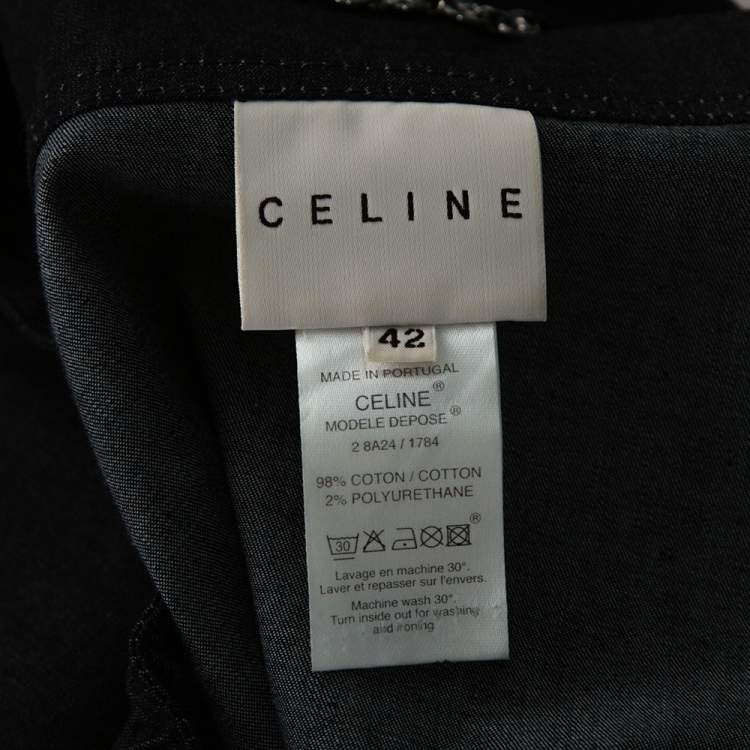 CELINE
42
MADE IN PORTUGAL
CELINE®
MODELE DEPOSE®
2 8A24 / 1784
98% COTON / COTTON
2% POLYURETHANE
30 ®
Lavage en machine 30°.
Laver et repasser sur l'envers.
Machine wash 30°.
Turn inside out for washing
and ironing